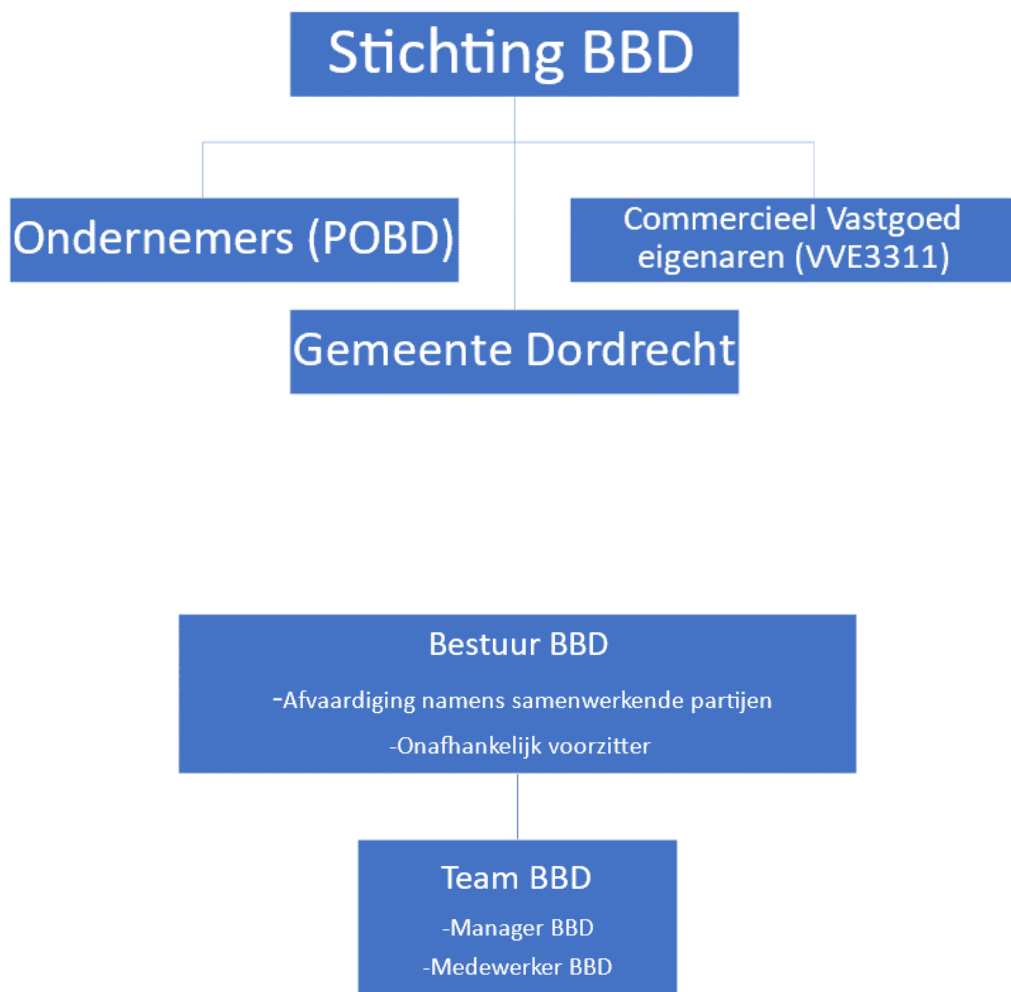 Stichting BBD
Ondernemers (POBD)
Commercieel Vastgoed
eigenaren (VVE3311)
Gemeente Dordrecht
Bestuur BBD
-Afvaardiging namens samenwerkende partijen
-Onafhankelijk voorzitter
Team BBD
-Manager BBD
-Medewerker BBD